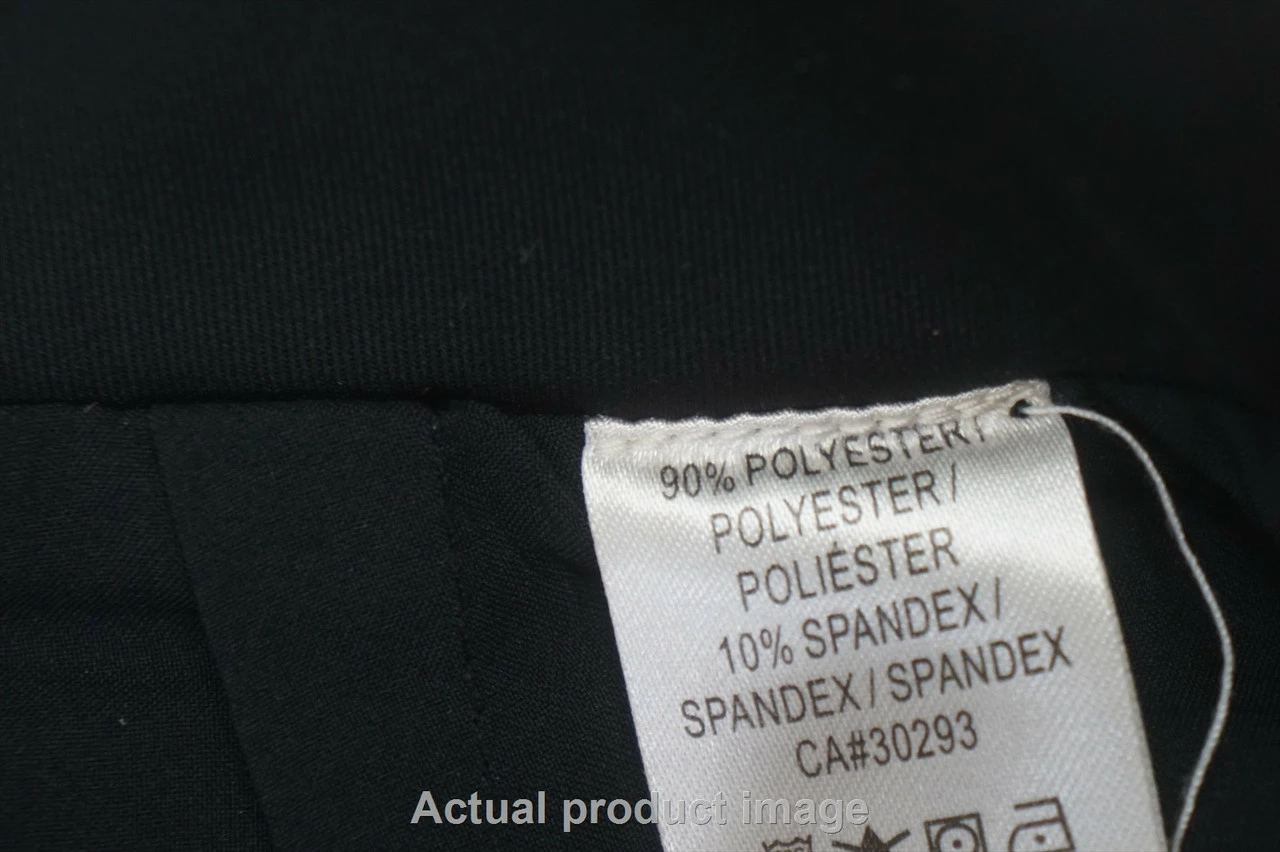 90% POLYESTER /
POLYESTER /
POLIÉSTER
10% SPANDEX /
SPANDEX / SPANDEX
CA#30293
Actual product image